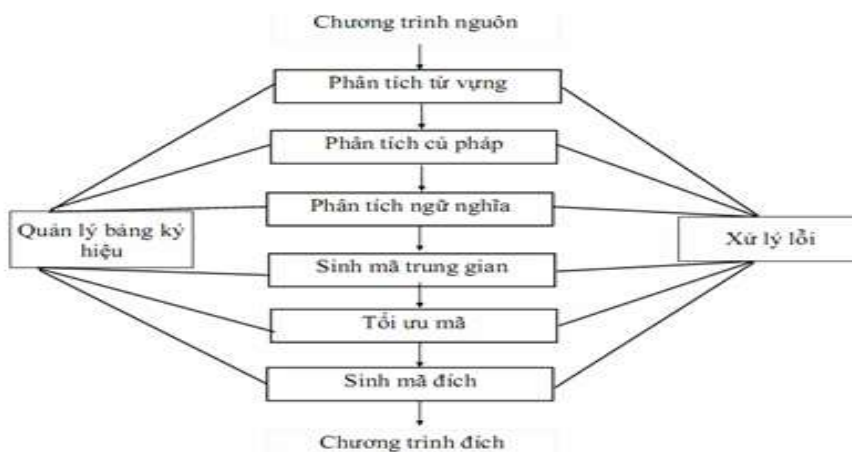 Chương trình nguồn
Phân tích từ vựng
Phân tích cú pháp
Phân tích ngữ nghĩa
Quản lý bảng ký
hiệu
Xử lý lỗi
Sinh mã trung gian
Tối ưu mã
Sinh mã đích
Chương trình đích